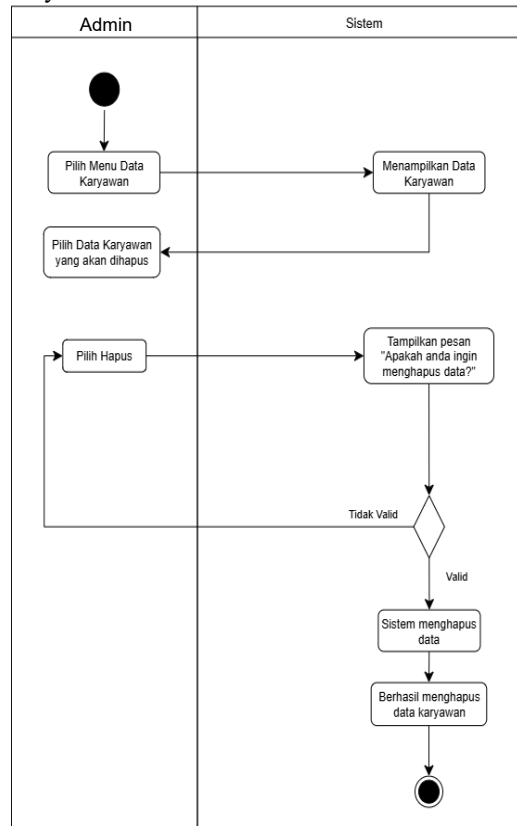 Admin
Sistem
Pilih Menu Data
Karyawan
Menampilkan Data
Karyawan
Pilih Data Karyawan
yang akan dihapus
Pilih Hapus
Tampilkan pesan
"Apakah anda ingin
menghapus data?"
Tidak Valid
Valid
Sistem menghapus
data
Berhasil menghapus
data karyawan